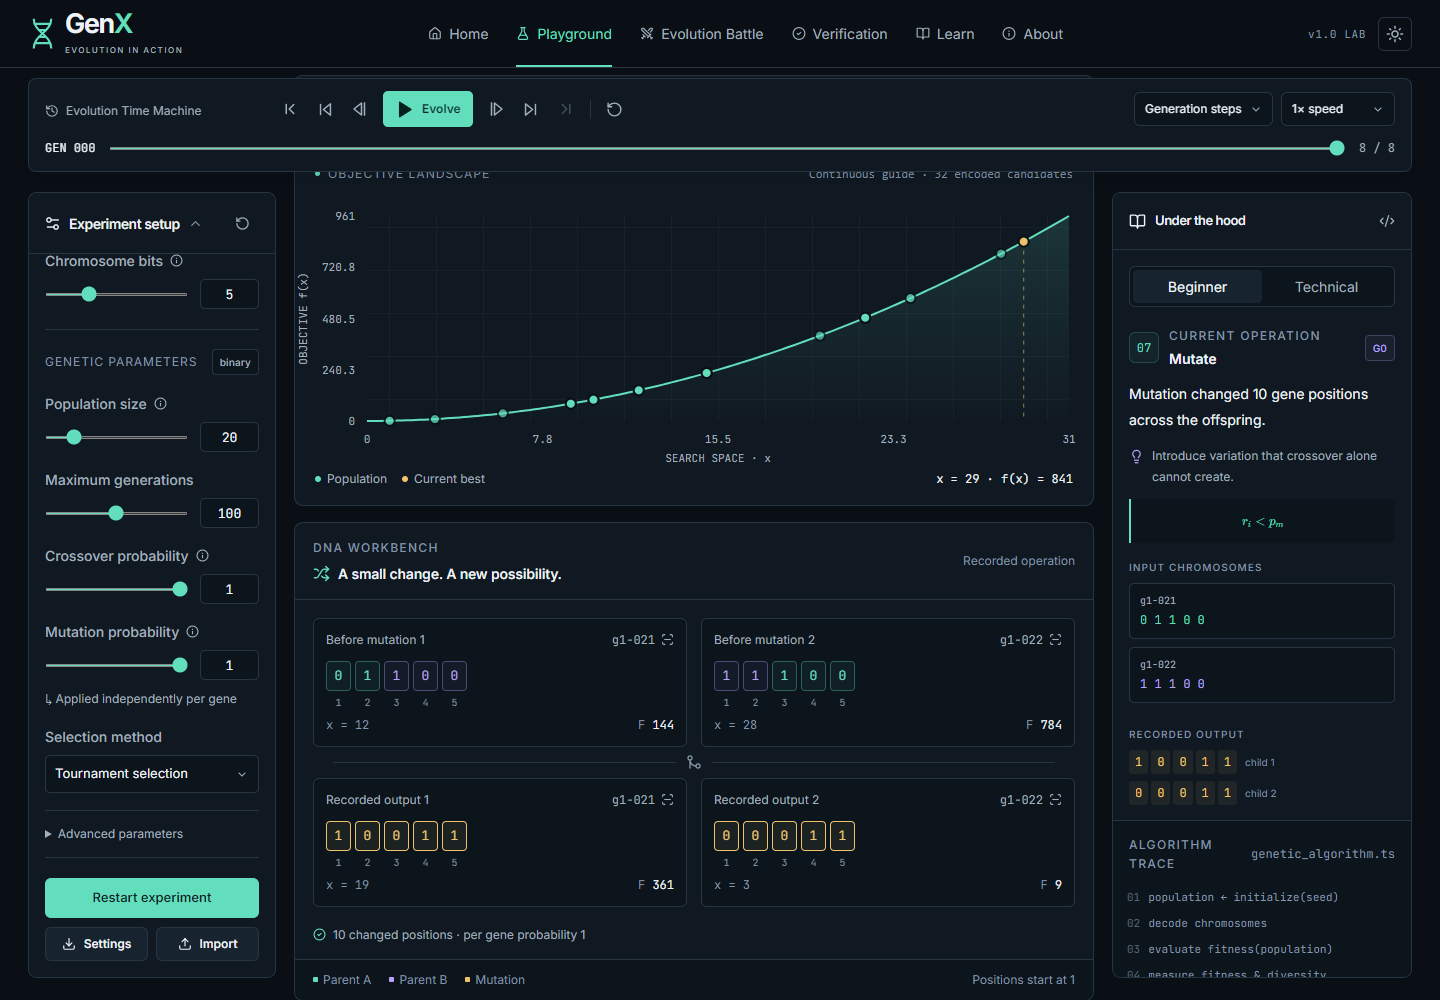 GenX
EVOLUTION IN ACTION
Home
Playground
Evolution Battle
Verification
Learn
About
v1.0 LAB
Evolution Time Machine
Evolve
Generation steps
1× speed
GEN 000
8 / 8
Experiment setup
Chromosome bits
5
GENETIC PARAMETERS
binary
Population size
20
Maximum generations
100
Crossover probability
1
Mutation probability
1
↳ Applied independently per gene
Selection method
Tournament selection
Advanced parameters
Restart experiment
Settings
Import
OBJECTIVE LANDSCAPE
Continuous guide · 32 encoded candidates
961
720.8
480.5
240.3
0
OBJECTIVE f(x)
0
7.8
15.5
23.3
31
SEARCH SPACE · x
Population
Current best
x = 29 · f(x) = 841
DNA WORKBENCH
A small change. A new possibility.
Recorded operation
Before mutation 1
g1-021
0 1 1 0 0
1 2 3 4 5
x = 12
F 144
Before mutation 2
g1-022
1 1 1 0 0
1 2 3 4 5
x = 28
F 784
Recorded output 1
g1-021
1 0 0 1 1
1 2 3 4 5
x = 19
F 361
Recorded output 2
g1-022
0 0 0 1 1
1 2 3 4 5
x = 3
F 9
10 changed positions · per gene probability 1
Parent A
Parent B
Mutation
Positions start at 1
Under the hood
Beginner
Technical
07
CURRENT OPERATION
Mutate
G0
Mutation changed 10 gene positions
across the offspring.
Introduce variation that crossover alone
cannot create.
r_i < p_m
INPUT CHROMOSOMES
g1-021
0 1 1 0 0
g1-022
1 1 1 0 0
RECORDED OUTPUT
1 0 0 1 1 child 1
0 0 0 1 1 child 2
ALGORITHM
TRACE
genetic_algorithm.ts
01 population ← initialize(seed)
02 decode chromosomes
03 evaluate fitness(population)
04 measure fitness & diversity